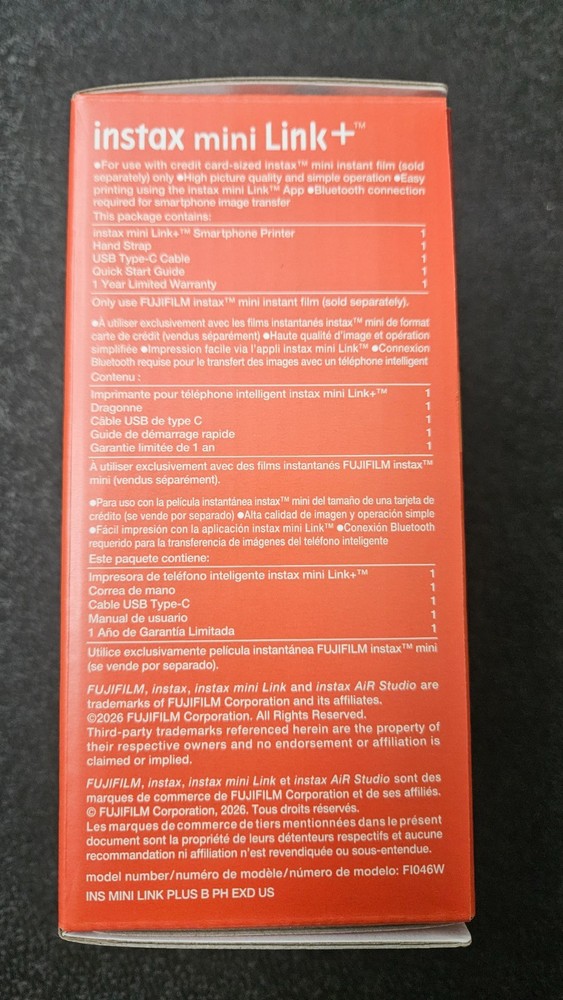 instax mini Link+™
●For use with credit card-sized instax™ mini instant film (sold
separately) only ●High picture quality and simple operation ●Easy
printing using the instax mini Link™ App ●Bluetooth connection
required for smartphone image transfer
This package contains:
instax mini Link+™ Smartphone Printer 1
Hand Strap 1
USB Type-C Cable 1
Quick Start Guide 1
1 Year Limited Warranty 1
Only use FUJIFILM instax™ mini instant film (sold separately).
●À utiliser exclusivement avec les films instantanés instax™ mini de format
carte de crédit (vendus séparément) ●Haute qualité d'image et opération
simplifiée ●Impression facile via l'appli instax mini Link™ ●Connexion
Bluetooth requise pour le transfert des images avec un téléphone intelligent
Contenu :
Imprimante pour téléphone intelligent instax mini Link+™ 1
Dragonne 1
Câble USB de type C 1
Guide de démarrage rapide 1
Garantie limitée de 1 an 1
À utiliser exclusivement avec des films instantanés FUJIFILM instax™
mini (vendus séparément).
●Para uso con la película instantánea instax™ mini del tamaño de una tarjeta de
crédito (se vende por separado) ●Alta calidad de imagen y operación simple
●Fácil impresión con la aplicación instax mini Link™ ●Conexión Bluetooth
requerido para la transferencia de imágenes del teléfono inteligente
Este paquete contiene:
Impresora de teléfono inteligente instax mini Link+™ 1
Correa de mano 1
Cable USB Type-C 1
Manual de usuario 1
1 Año de Garantía Limitada 1
Utilice exclusivamente película instantánea FUJIFILM instax™ mini
(se vende por separado).
FUJIFILM, instax, instax mini Link and instax AiR Studio are
trademarks of FUJIFILM Corporation and its affiliates.
©2026 FUJIFILM Corporation. All Rights Reserved.
Third-party trademarks referenced herein are the property of
their respective owners and no endorsement or affiliation is
claimed or implied.
FUJIFILM, instax, instax mini Link et instax AiR Studio sont des
marques de commerce de FUJIFILM Corporation et de ses affiliés.
© FUJIFILM Corporation, 2026. Tous droits réservés.
Les marques de commerce de tiers mentionnées dans le présent
document sont la propriété de leurs détenteurs respectifs et aucune
recommandation ni affiliation n'est revendiquée ou sous-entendue.
model number/numéro de modèle/número de modelo: FI046W
INS MINI LINK PLUS B PH EXD US